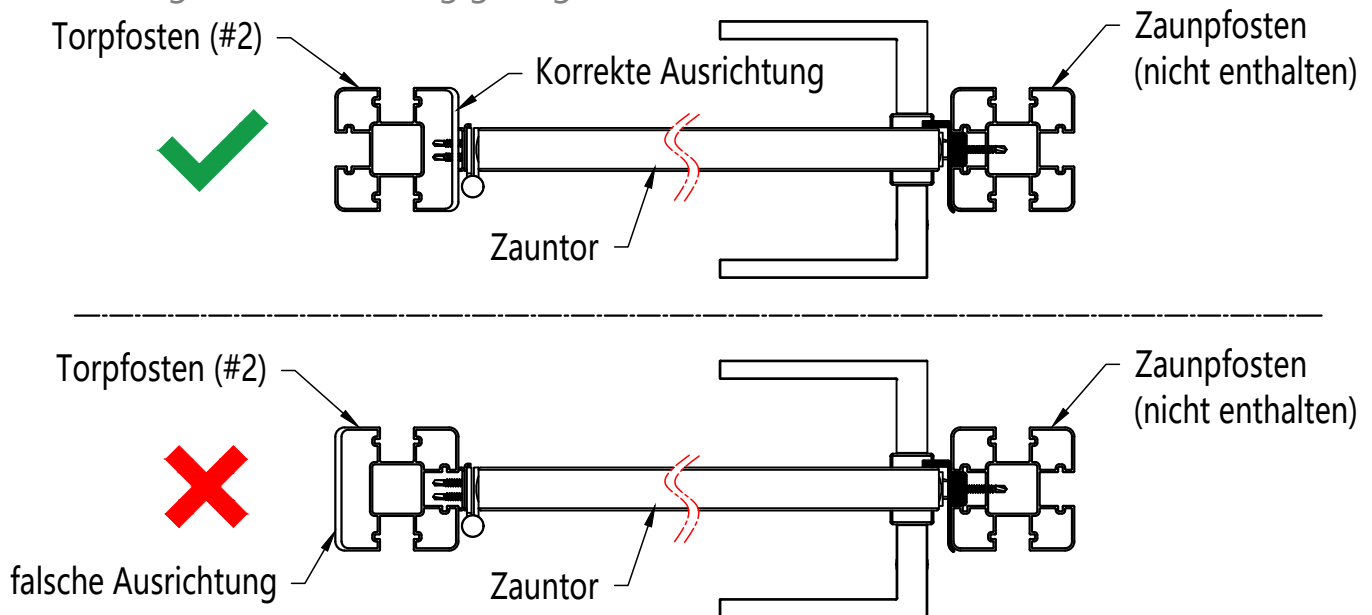 Torpfosten (#2)
Zaunpfosten
(nicht enthalten)
Korrekte Ausrichtung
Zauntor
Torpfosten (#2)
Zaunpfosten
(nicht enthalten)
falsche Ausrichtung
Zauntor